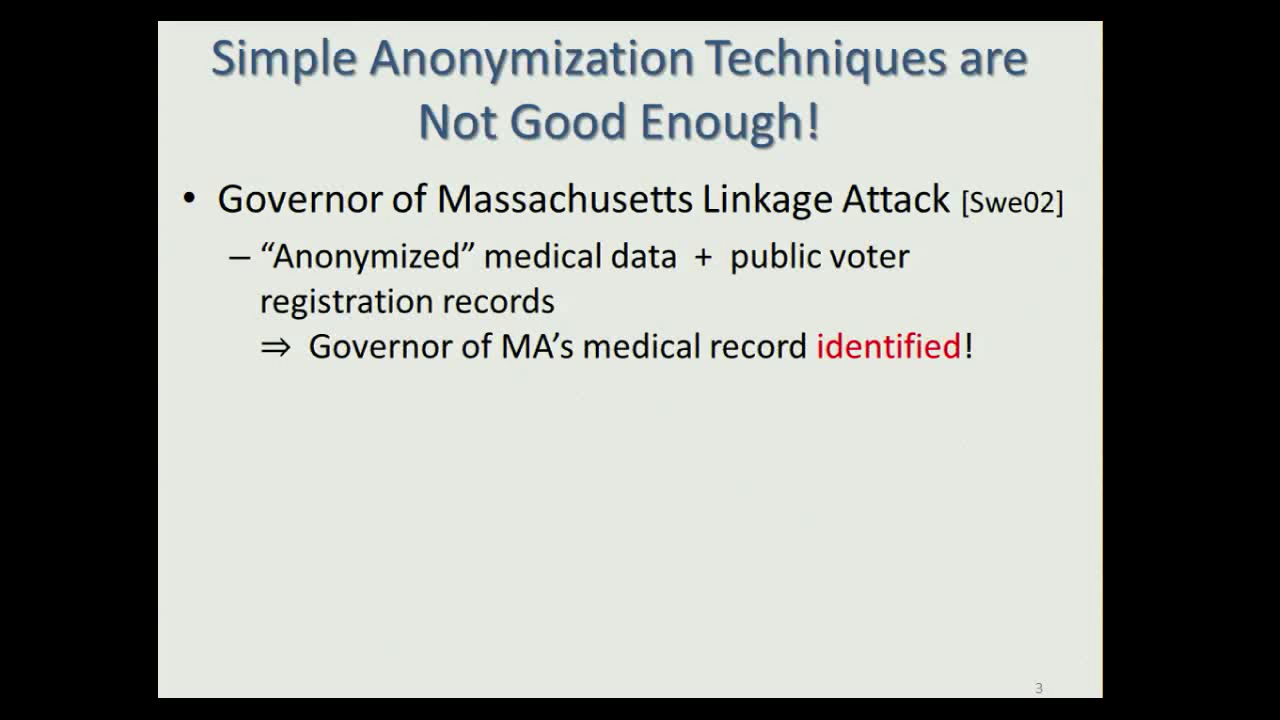 Simple Anonymization Techniques are
Not Good Enough!
• Governor of Massachusetts Linkage Attack [Swe02]
– “Anonymized” medical data + public voter
registration records
⇒ Governor of MA’s medical record identified!
3